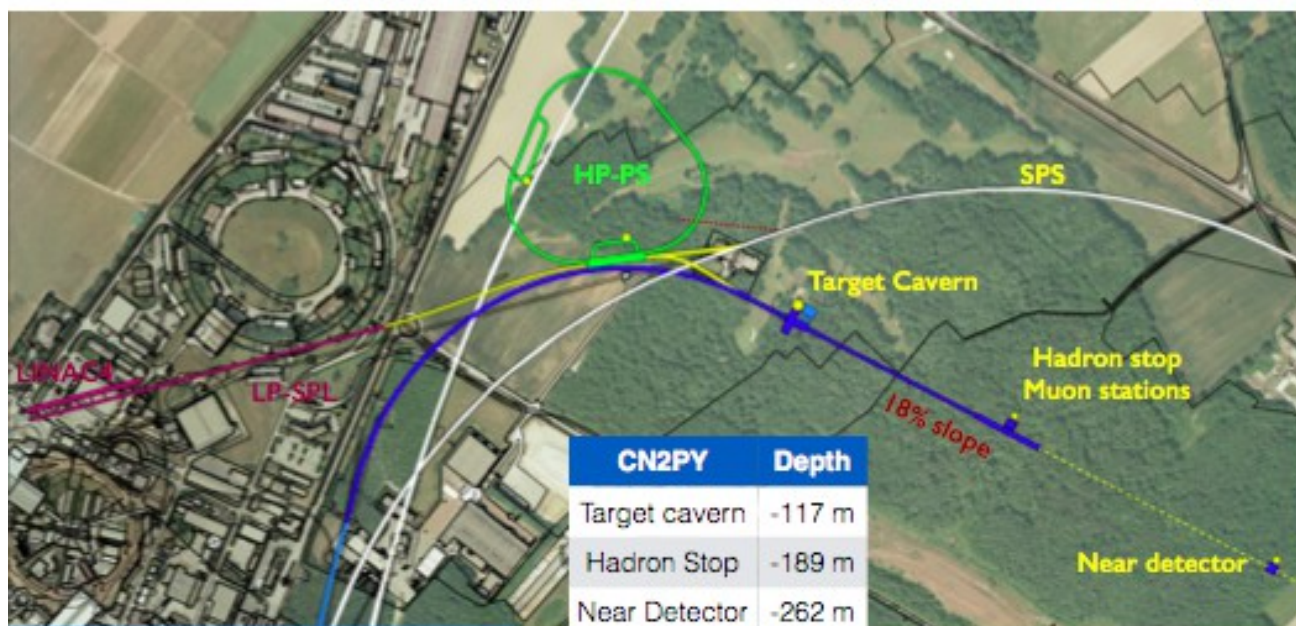 HP-PS
SPS
Target Cavern
LINAC4
LP-SPL
Hadron stop
Muon stations
18% slope
CN2PY Depth
Target cavern -117 m
Hadron Stop -189 m
Near Detector -262 m
Near detector